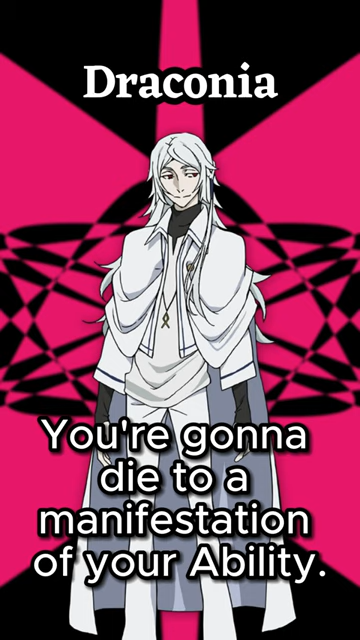 Draconia
You're gonna
die to a
manifestation
of your Ability.